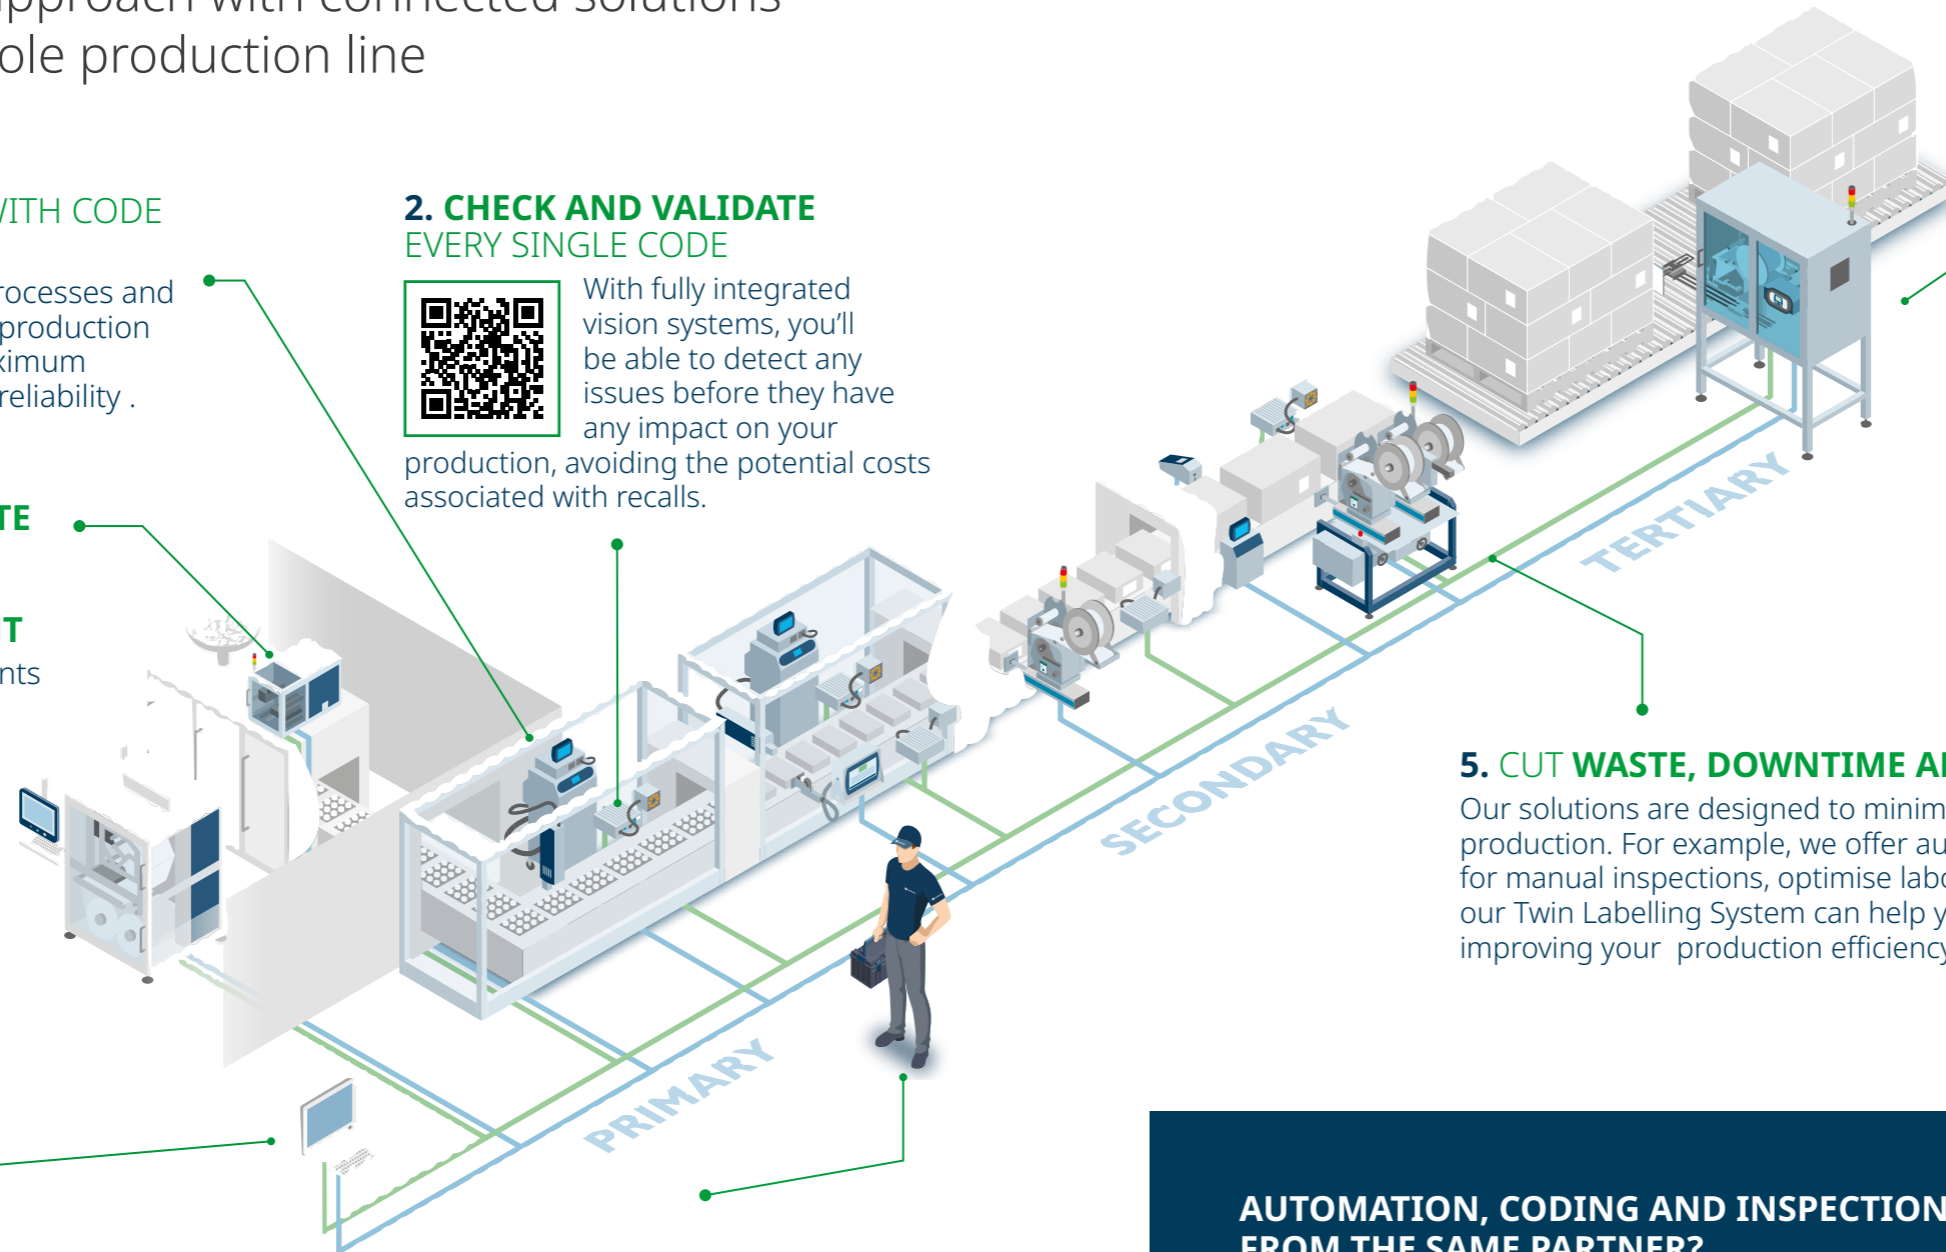 approach with connected solutions
ole production line
WITH CODE
rocesses and
production
ximum
reliability .
TE
IT
nts
2. CHECK AND VALIDATE
EVERY SINGLE CODE
With fully integrated
vision systems, you'll
be able to detect any
issues before they have
any impact on your
production, avoiding the potential costs
associated with recalls.
TERTIARY
SECONDARY
PRIMARY
5. CUT WASTE, DOWNTIME A
Our solutions are designed to minim
production. For example, we offer au
for manual inspections, optimise labo
our Twin Labelling System can help y
improving your production efficiency
AUTOMATION, CODING AND INSPECTION
FROM THE SAME PARTNER?